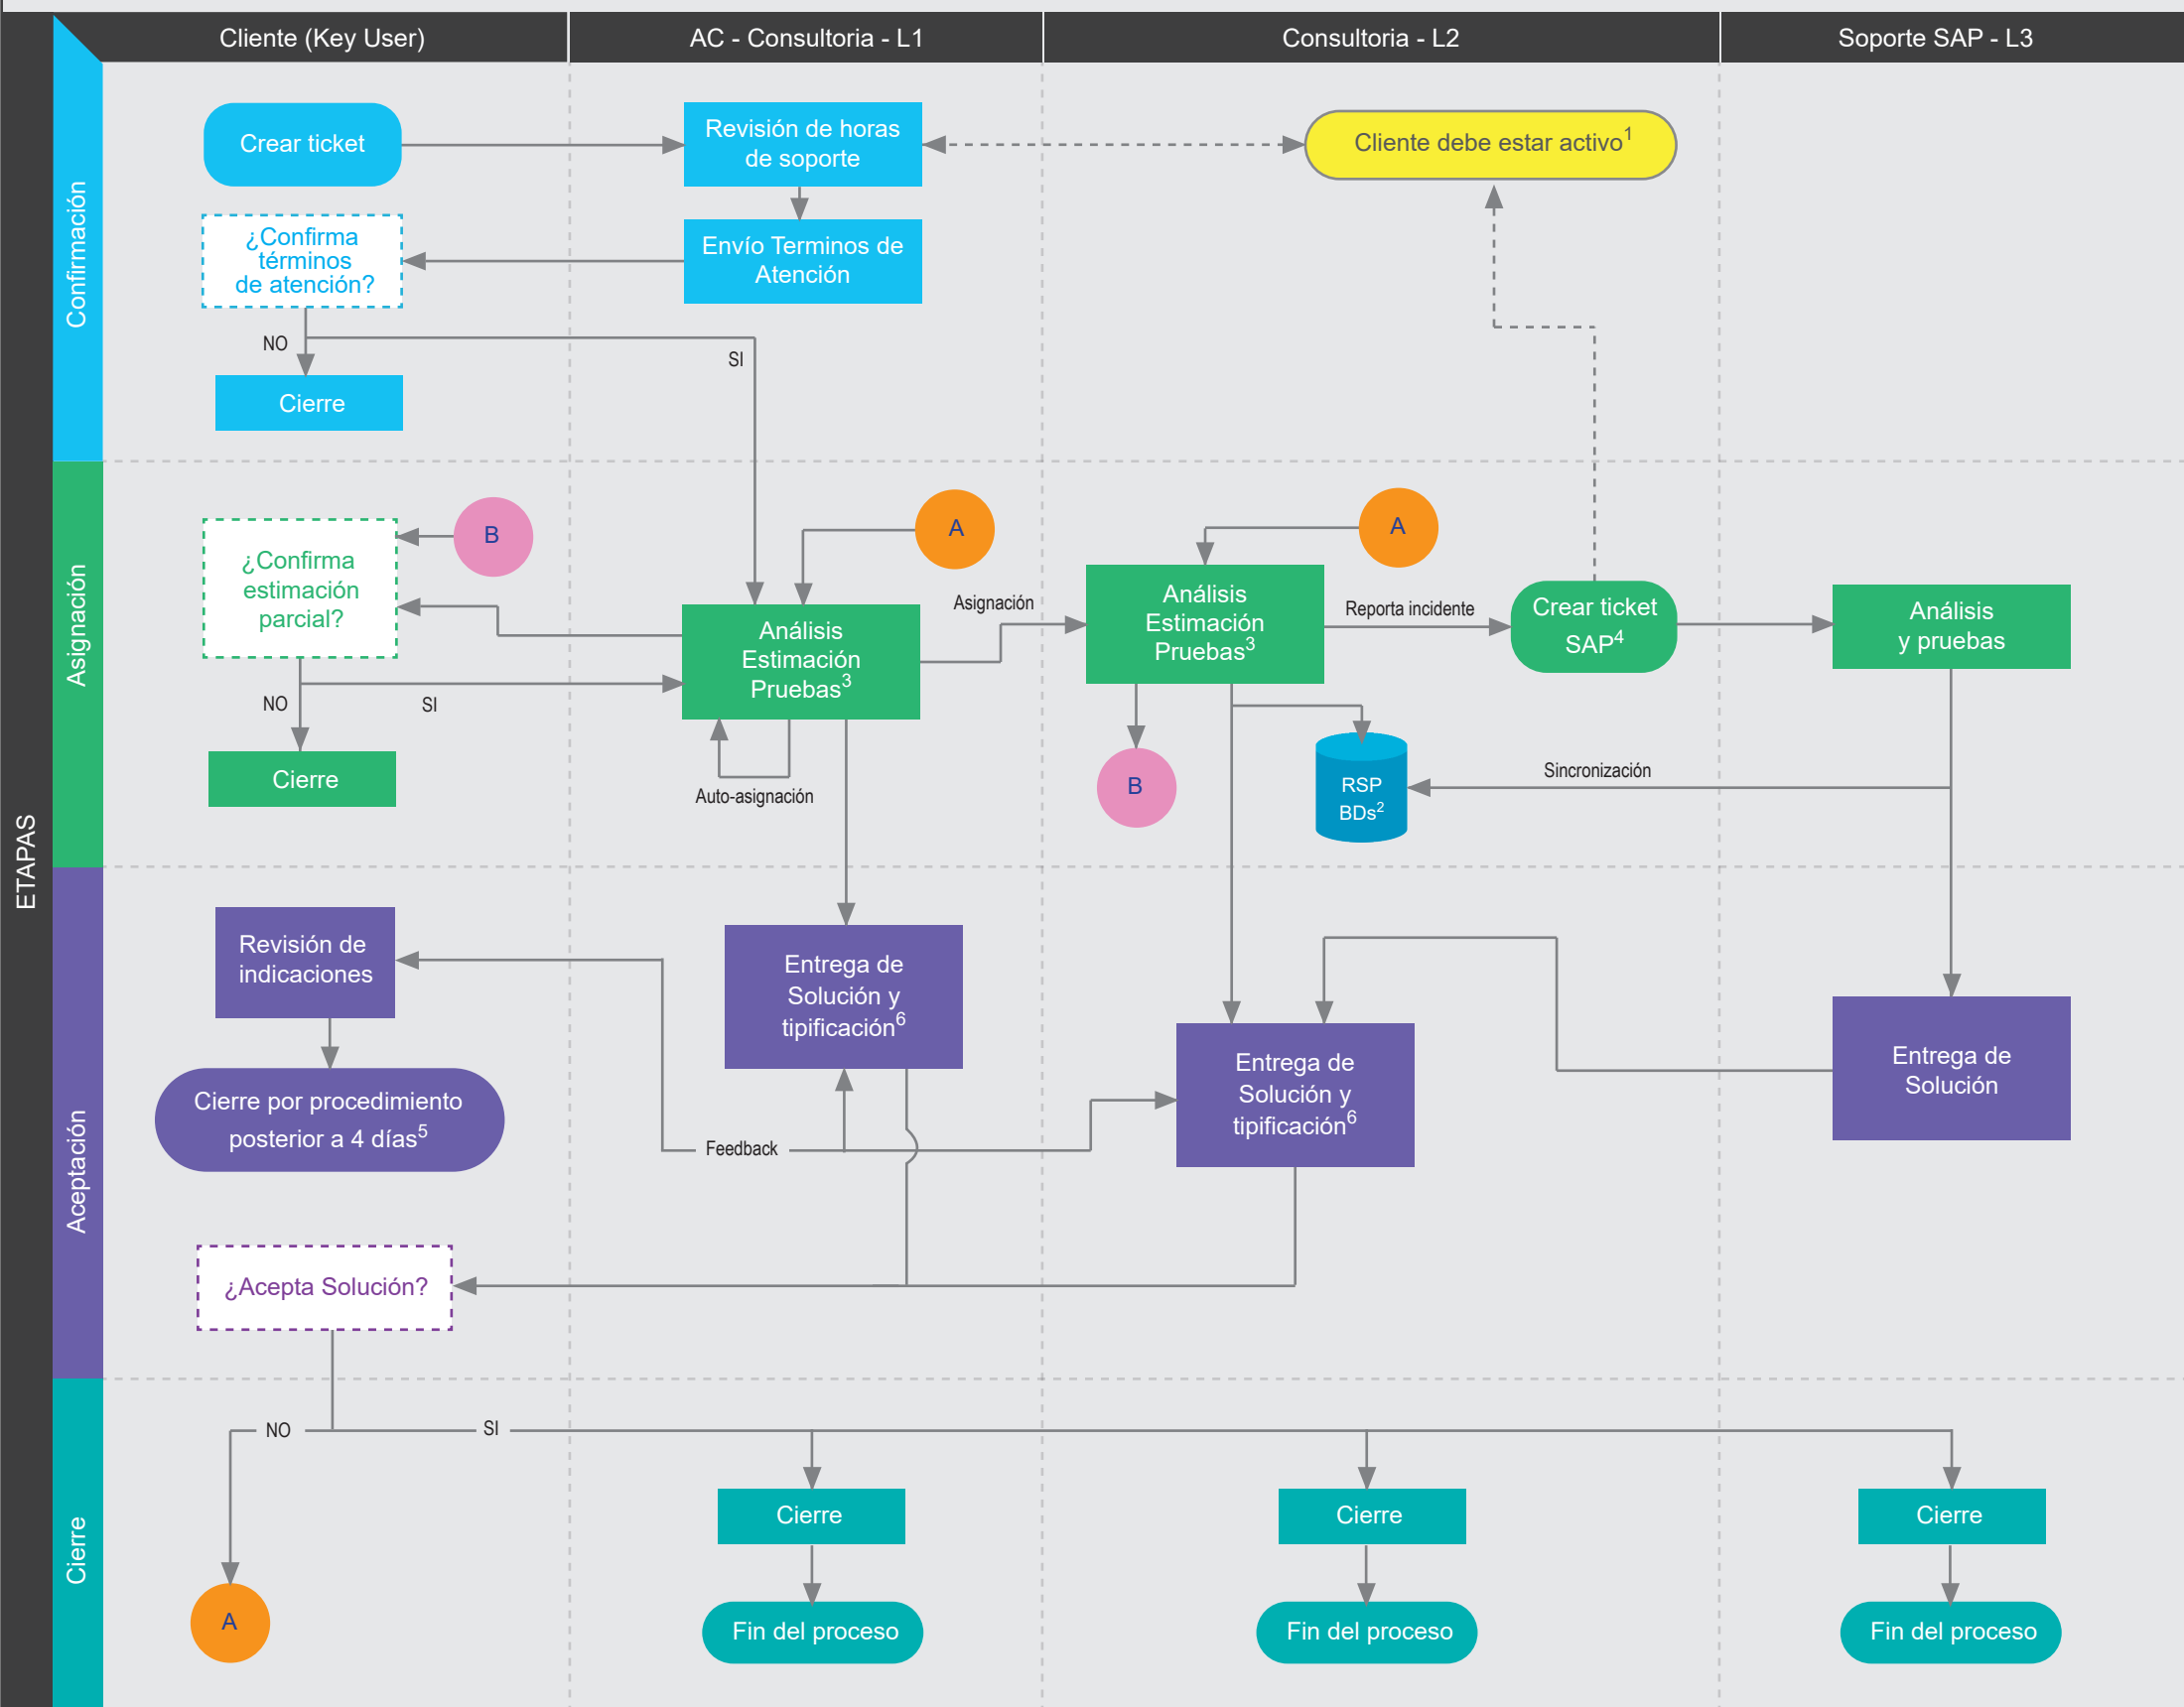 Cliente (Key User)
AC - Consultoria - L1
Consultoria - L2
Soporte SAP - L3
ETAPAS
Confirmación
Crear ticket
Revisión de horas
de soporte
Cliente debe estar activo1
¿Confirma
términos
de atención?
Envío Terminos de
Atención
NO
SI
Cierre
Asignación
B
A
A
¿Confirma
estimación
parcial?
Análisis
Estimación
Pruebas3
Asignación
Análisis
Estimación
Pruebas3
Reporta incidente
Crear ticket
SAP4
Análisis
y pruebas
NO
SI
Cierre
Auto-asignación
B
RSP
BDs2
Sincronización
Aceptación
Revisión de
indicaciones
Entrega de
Solución y
tipificación6
Entrega de
Solución y
tipificación6
Entrega de
Solución
Cierre por procedimiento
posterior a 4 días5
Feedback
¿Acepta Solución?
Cierre
NO
SI
Cierre
Cierre
Cierre
A
Fin del proceso
Fin del proceso
Fin del proceso